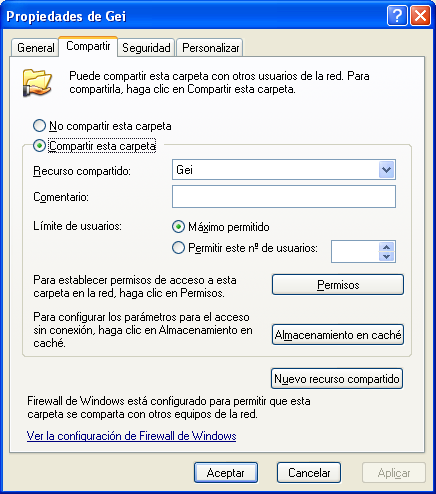 Propiedades de Gei
General Compartir Seguridad Personalizar
Puede compartir esta carpeta con otros usuarios de la red. Para
compartirla, haga clic en Compartir esta carpeta.
No compartir esta carpeta
Compartir esta carpeta
Recurso compartido: Gei
Comentario:
Límite de usuarios: Máximo permitido
Permitir este nº de usuarios:
Para establecer permisos de acceso a esta
carpeta en la red, haga clic en Permisos.
Permisos
Para configurar los parámetros para el acceso
sin conexión, haga clic en Almacenamiento en
caché.
Almacenamiento en caché
Nuevo recurso compartido
Firewall de Windows está configurado para permitir que esta
carpeta se comparta con otros equipos de la red.
Ver la configuración de Firewall de Windows
Aceptar Cancelar Aplicar